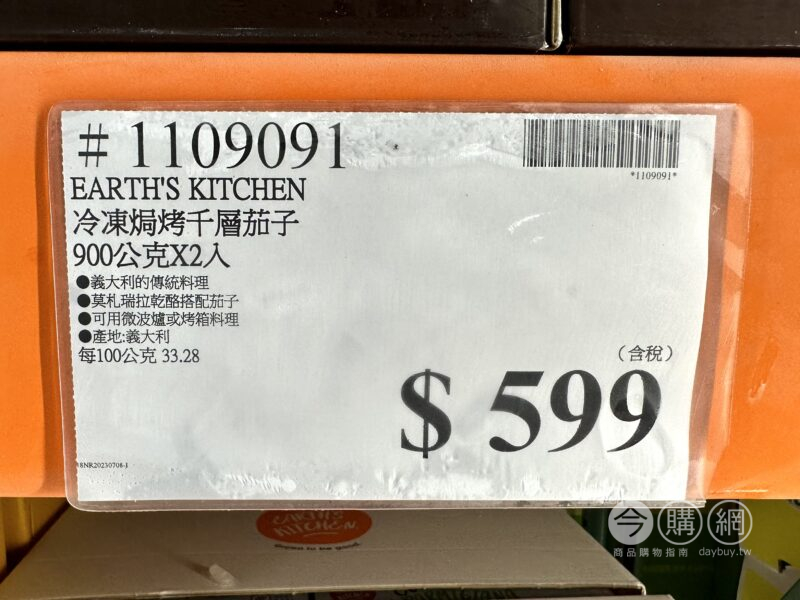 # 1109091
*1109091*
EARTH'S KITCHEN
冷凍焗烤千層茄子
900公克X2入
●義大利的傳統料理
●莫札瑞拉乾酪搭配茄子
●可用微波爐或烤箱料理
●產地:義大利
每100公克 33.28
(含稅)
$ 599
EARTH'S
KITCHEN
今購網
商品購物指南 daybuy.tw